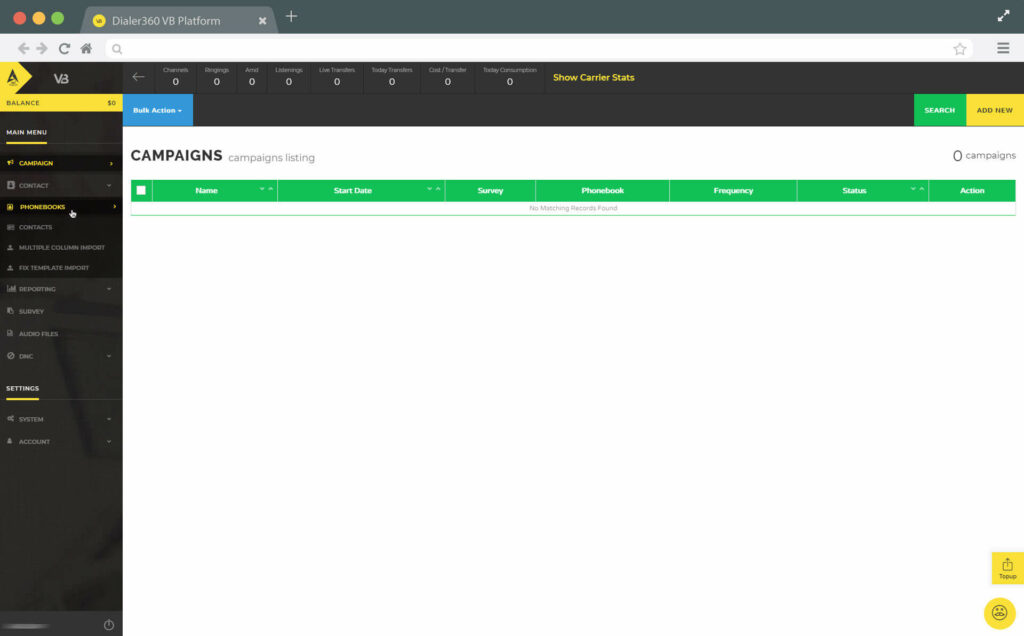 Dialer360 VB Platform
VB
Channels
0
Ringings
0
Amd
0
Listenings
0
Live Transfers
0
Today Transfers
0
Cost / Transfer
0
Today Consumption
0
Show Carrier Stats
BALANCE $0
Bulk Action
SEARCH
ADD NEW
MAIN MENU
CAMPAIGN
CONTACT
PHONEBOOKS
CONTACTS
MULTIPLE COLUMN IMPORT
FIX TEMPLATE IMPORT
REPORTING
SURVEY
AUDIO FILES
DNC
SETTINGS
SYSTEM
ACCOUNT
CAMPAIGNS campaigns listing
0 campaigns
Name Start Date Survey Phonebook Frequency Status Action
No Matching Records Found
Topup